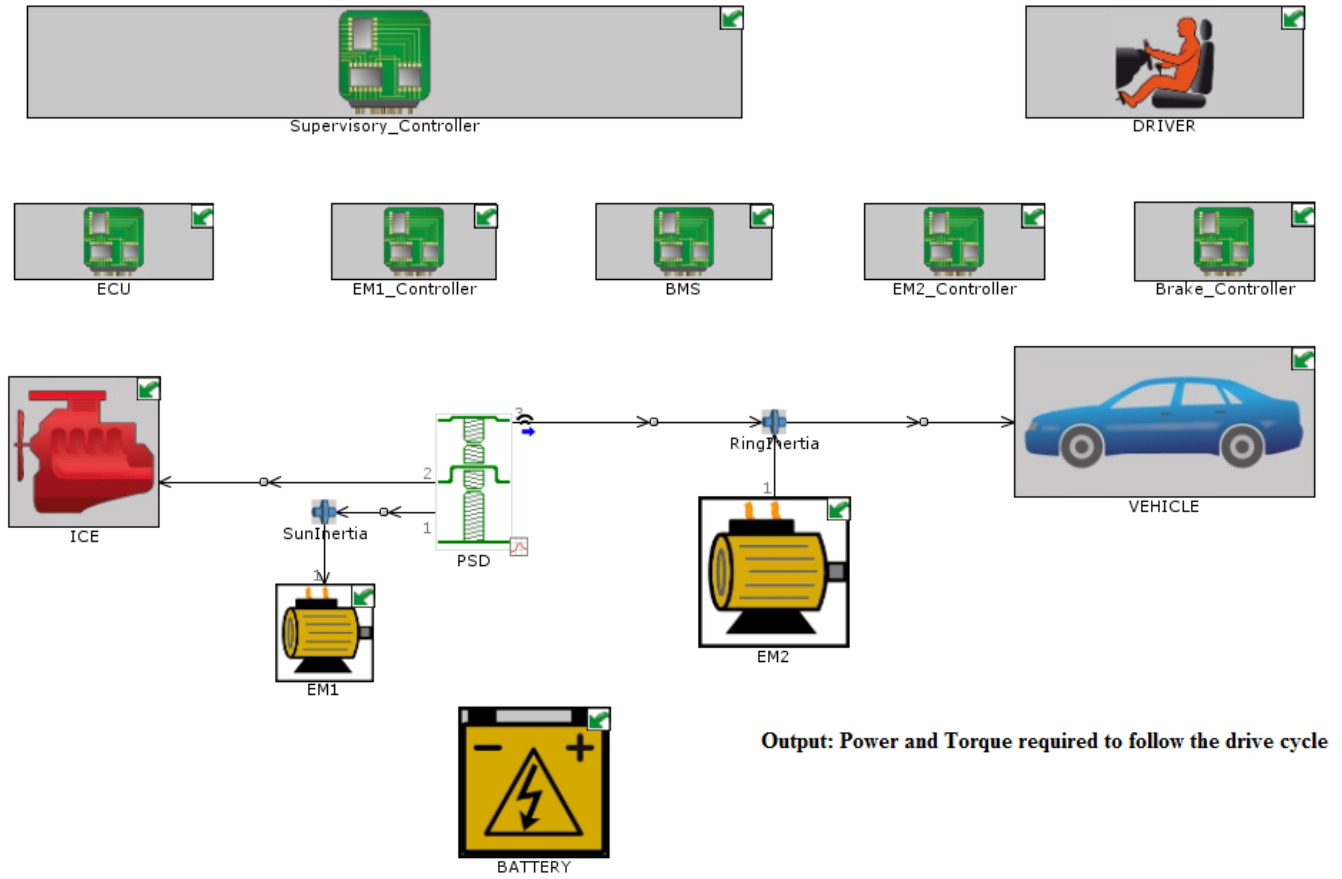 Supervisory_Controller
DRIVER
ECU
EM1_Controller
BMS
EM2_Controller
Brake_Controller
3
RingInertia
2
1
VEHICLE
ICE
SunInertia
1
PSD
1
EM2
EM1
Output: Power and Torque required to follow the drive cycle
BATTERY